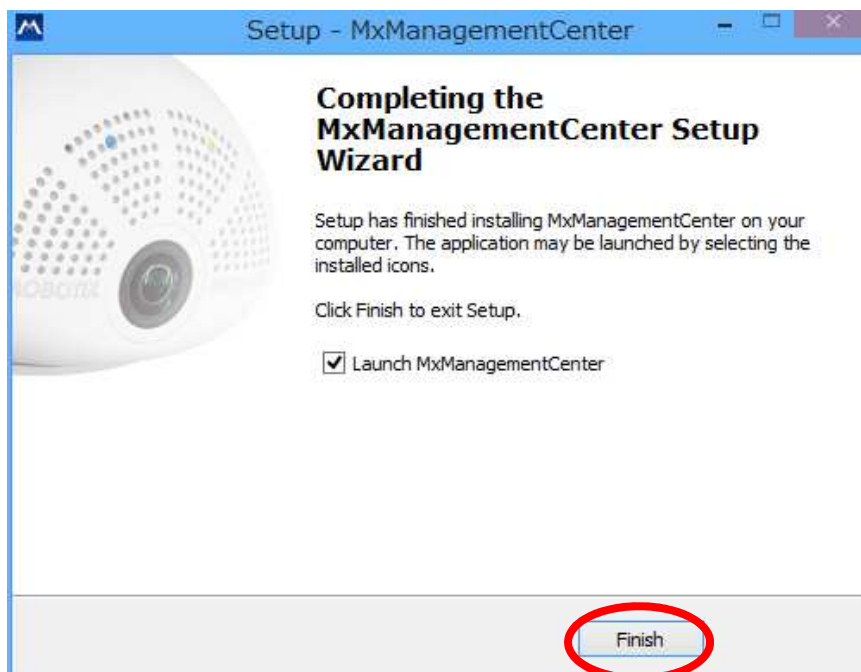 Setup - MxManagementCenter
Completing the
MxManagementCenter Setup
Wizard
Setup has finished installing MxManagementCenter on your
computer. The application may be launched by selecting the
installed icons.
Click Finish to exit Setup.
Launch MxManagementCenter
MOBOTIX
Finish